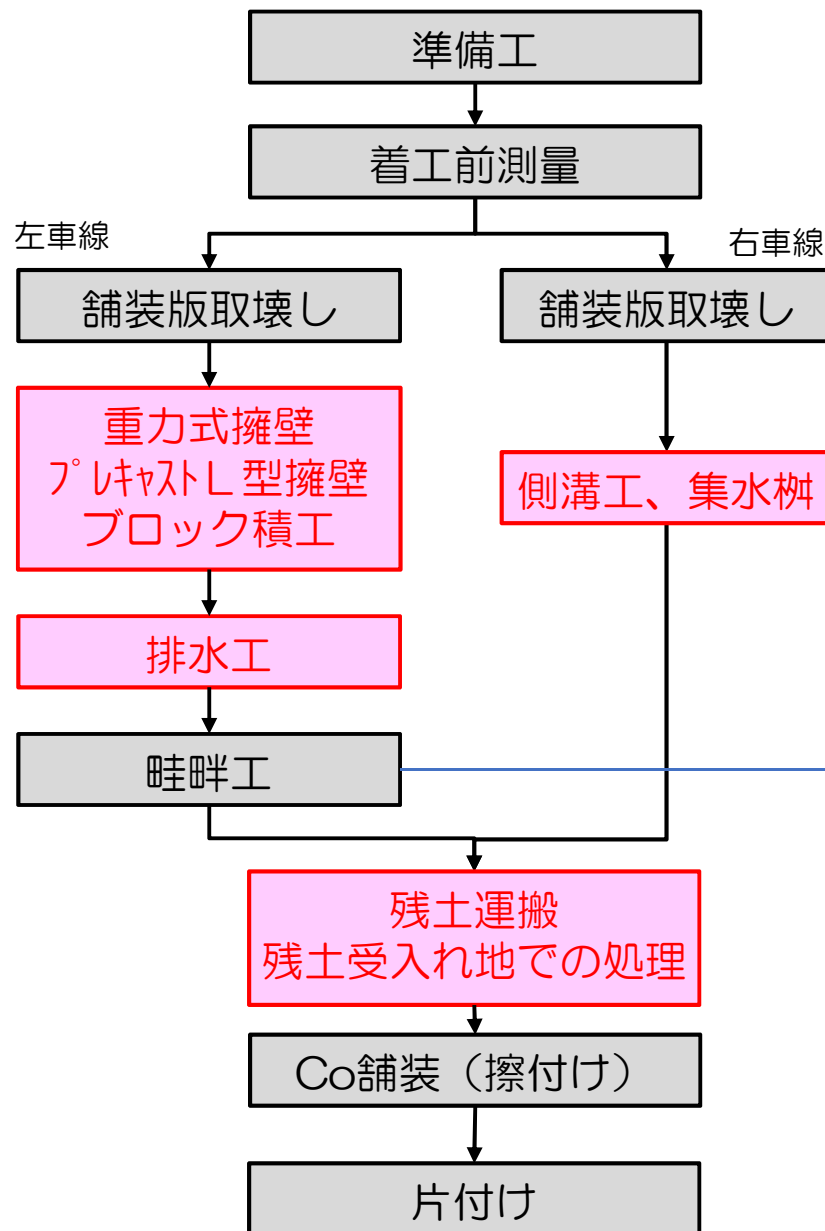 準備工
着工前測量
左車線
右車線
舗装版取壊し
舗装版取壊し
重力式擁壁
ﾌﾟﾚｷｬｽﾄＬ型擁壁
ブロック積工
側溝工、集水桝
排水工
畦畔工
残土運搬
残土受入れ地での処理
Co舗装（擦付け）
片付け